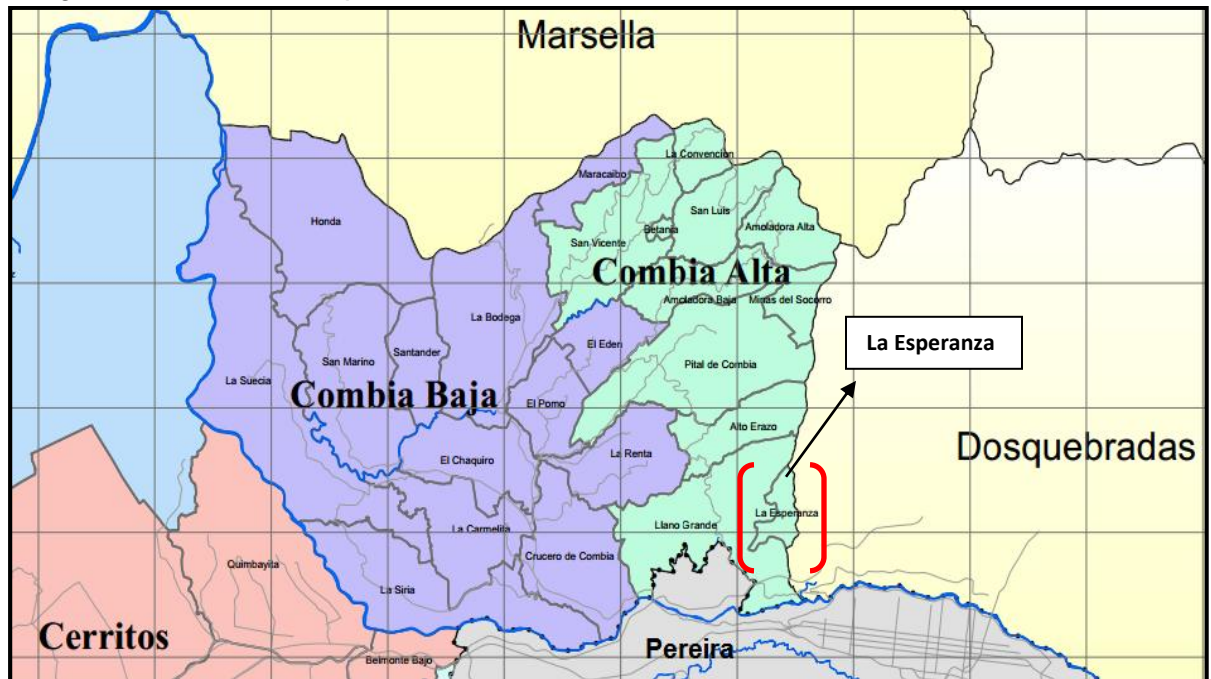 Marsella
La Convención
Maracaibo
San Luis
Honda
Betania
Amoladora Alta
San Vicente
Combia Alta
Amoladora Baja
Minas del Socorro
La Bodega
El Eden
La Esperanza
Santander
San Marino
Pital de Combia
La Suecia
Combia Baja
El Pomo
Alto Erazo
Dosquebradas
La Renta
El Chaquiro
La Esperanza
Llano Grande
La Carmelita
Crucero de Combia
Quimbayita
La Siria
Cerritos
Pereira
Belmonte Bajo